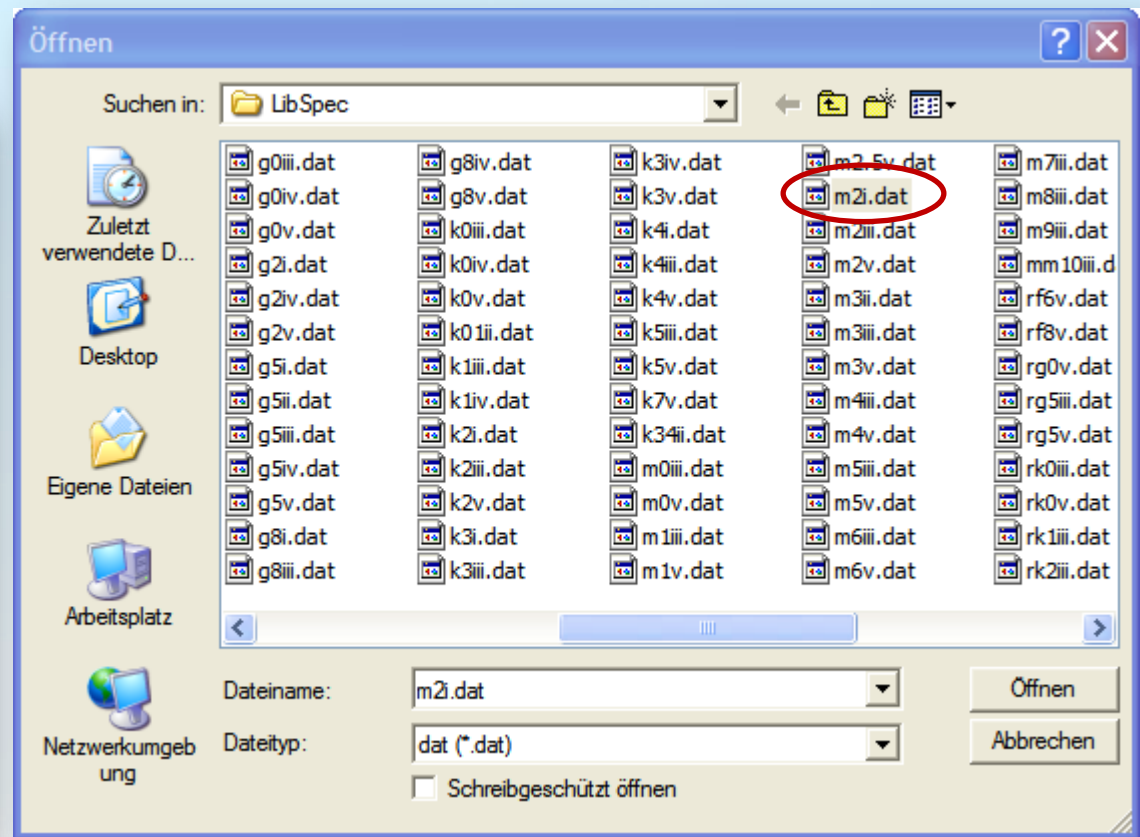 Öffnen
Suchen in: LibSpec
Zuletzt
verwendete D...
Desktop
Eigene Dateien
Arbeitsplatz
Netzwerkumgeb
ung
g0iii.dat
g0iv.dat
g0v.dat
g2i.dat
g2iv.dat
g2v.dat
g5i.dat
g5ii.dat
g5iii.dat
g5iv.dat
g5v.dat
g8i.dat
g8iii.dat
g8iv.dat
g8v.dat
k0iii.dat
k0iv.dat
k0v.dat
k01ii.dat
k1iii.dat
k1iv.dat
k2i.dat
k2iii.dat
k2v.dat
k3i.dat
k3iii.dat
k3iv.dat
k3v.dat
k4i.dat
k4iii.dat
k4v.dat
k5iii.dat
k5v.dat
k7v.dat
k34ii.dat
m0iii.dat
m0v.dat
m1iii.dat
m1v.dat
m2.5v.dat
m2i.dat
m2iii.dat
m2v.dat
m3ii.dat
m3iii.dat
m3v.dat
m4iii.dat
m4v.dat
m5iii.dat
m5v.dat
m6iii.dat
m6v.dat
m7iii.dat
m8iii.dat
m9iii.dat
mm10iii.d
rf6v.dat
rf8v.dat
rg0v.dat
rg5iii.dat
rg5v.dat
rk0iii.dat
rk0v.dat
rk1iii.dat
rk2iii.dat
Dateiname: m2i.dat Öffnen
Dateityp: dat (*.dat) Abbrechen
Schreibgeschützt öffnen